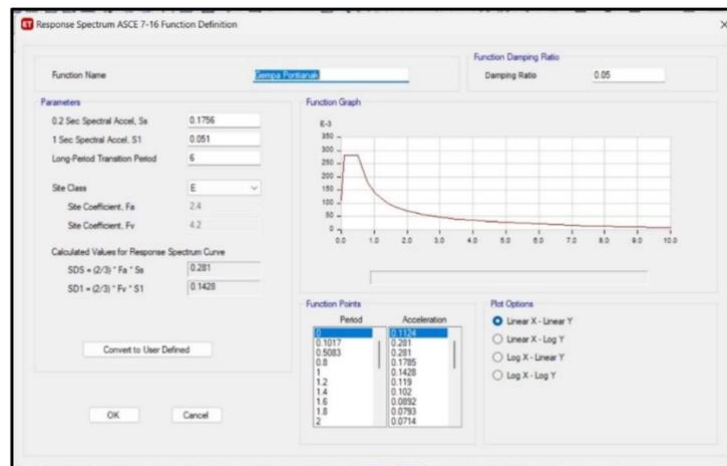 ET Response Spectrum ASCE 7-16 Function Definition
Function Name
Gempa Pontianak
Function Damping Ratio
Damping Ratio
0.05
Parameters
0.2 Sec Spectral Accel, Ss
0.1756
1 Sec Spectral Accel, S1
0.051
Long-Period Transition Period
6
Site Class
E
Site Coefficient, Fa
2.4
Site Coefficient, Fv
4.2
Calculated Values for Response Spectrum Curve
SDS = (2/3) * Fa * Ss
0.281
SD1 = (2/3) * Fv * S1
0.1428
Convert to User Defined
OK
Cancel
Function Graph
E-3
350
300
250
200
150
100
50
0
0.0 1.0 2.0 3.0 4.0 5.0 6.0 7.0 8.0 9.0 10.0
Function Points
Period Acceleration
0 0.1124
0.1017 0.281
0.5083 0.281
0.8 0.1785
1 0.1428
1.2 0.119
1.4 0.102
1.6 0.0892
1.8 0.0793
2 0.0714
Plot Options
Linear X - Linear Y
Linear X - Log Y
Log X - Linear Y
Log X - Log Y